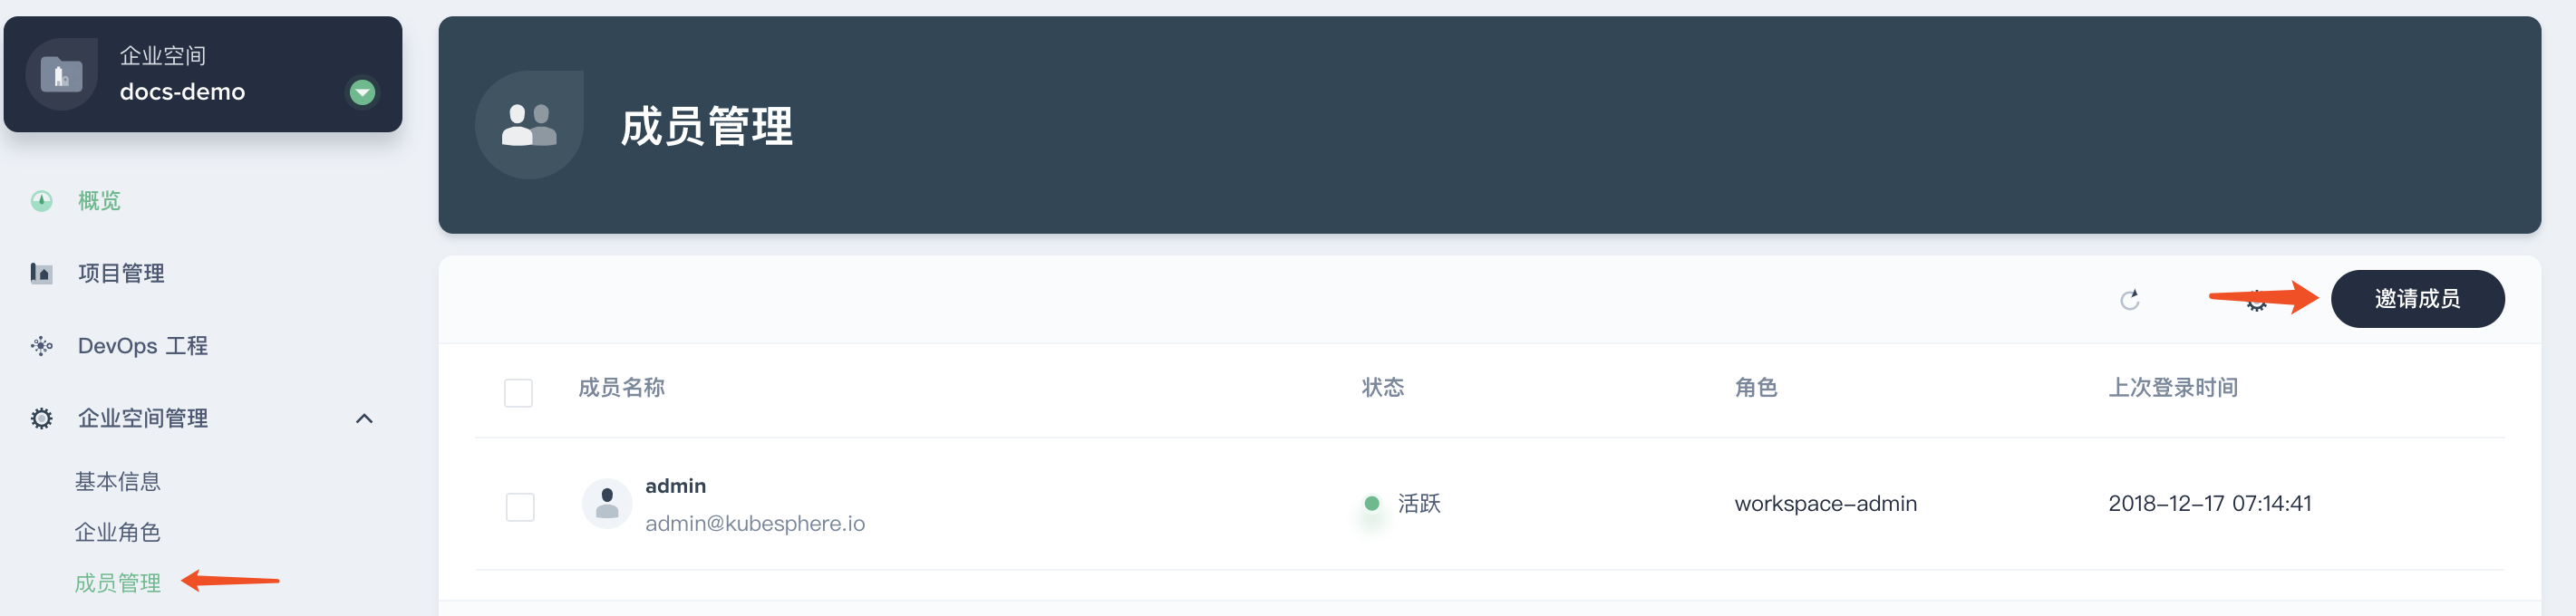 企业空间
docs-demo
概览
项目管理
DevOps 工程
企业空间管理
基本信息
企业角色
成员管理
成员管理
邀请成员
成员名称 状态 角色 上次登录时间
admin
admin@kubesphere.io
活跃 workspace-admin 2018-12-17 07:14:41